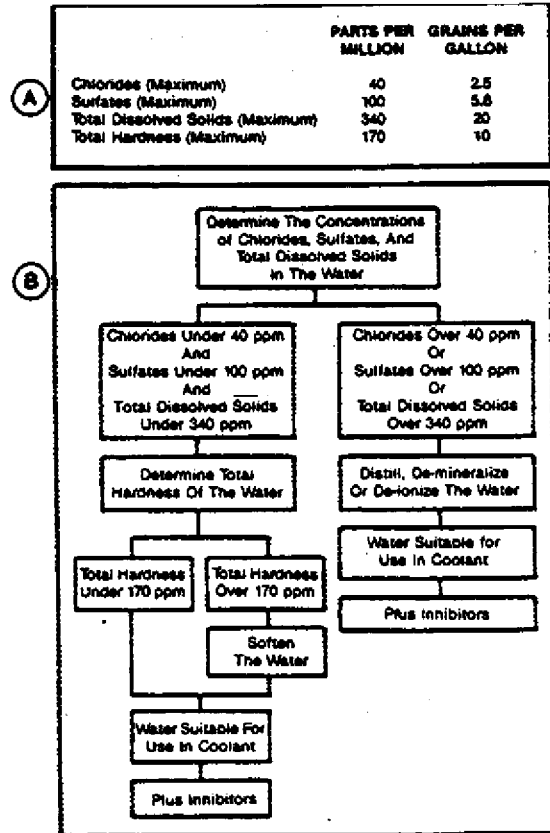 PARTS PER GRAINS PER
MILLION GALLON
A
Chlorides (Maximum) 40 2.5
Sulfates (Maximum) 100 5.8
Total Dissolved Solids (Maximum) 340 20
Total Hardness (Maximum) 170 10
B
Determine The Concentrations
of Chlorides, Sulfates, And
Total Dissolved Solids
In The Water
Chlorides Under 40 ppm
And
Sulfates Under 100 ppm
And
Total Dissolved Solids
Under 340 ppm
Chlorides Over 40 ppm
Or
Sulfates Over 100 ppm
Or
Total Dissolved Solids
Over 340 ppm
Determine Total
Hardness Of The Water
Distill, De-mineralize
Or De-ionize The Water
Water Suitable for
Use In Coolant
Plus Inhibitors
Total Hardness
Under 170 ppm
Total Hardness
Over 170 ppm
Soften
The Water
Water Suitable For
Use In Coolant
Plus Inhibitors